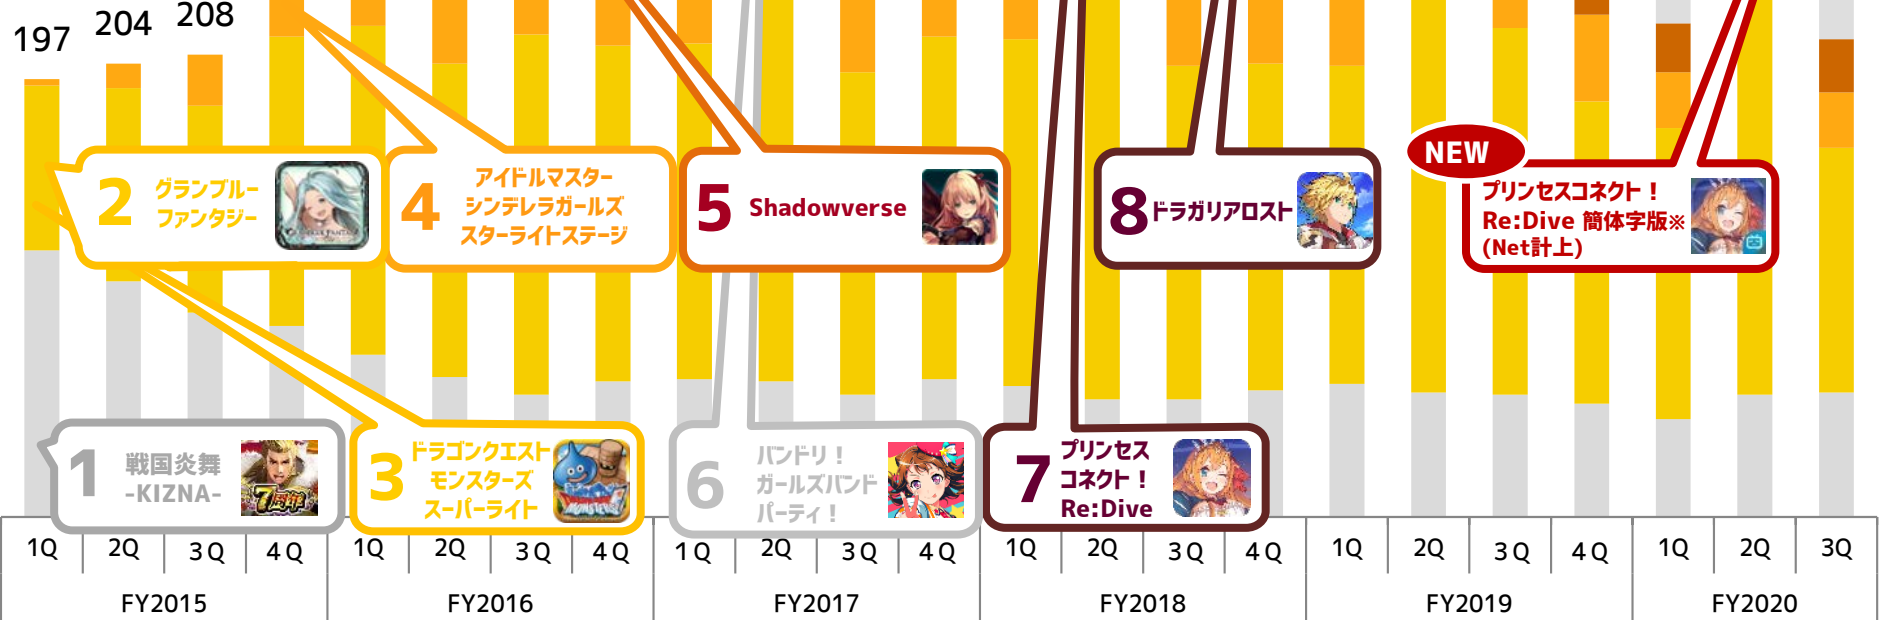 197
204
208
2
グランブルー
ファンタジー
4
アイドルマスター
シンデレラガールズ
スターライトステージ
5
Shadowverse
8
ドラガリアロスト
NEW
プリンセスコネクト！
Re:Dive 簡体字版※
(Net計上)
1
戦国炎舞
-KIZNA-
7周年
3
ドラゴンクエスト
モンスターズ
スーパーライト
6
バンドリ！
ガールズバンド
パーティ！
7
プリンセス
コネクト！
Re:Dive
1Q 2Q 3Q 4Q 1Q 2Q 3Q 4Q 1Q 2Q 3Q 4Q 1Q 2Q 3Q 4Q 1Q 2Q 3Q 4Q 1Q 2Q 3Q
FY2015 FY2016 FY2017 FY2018 FY2019 FY2020